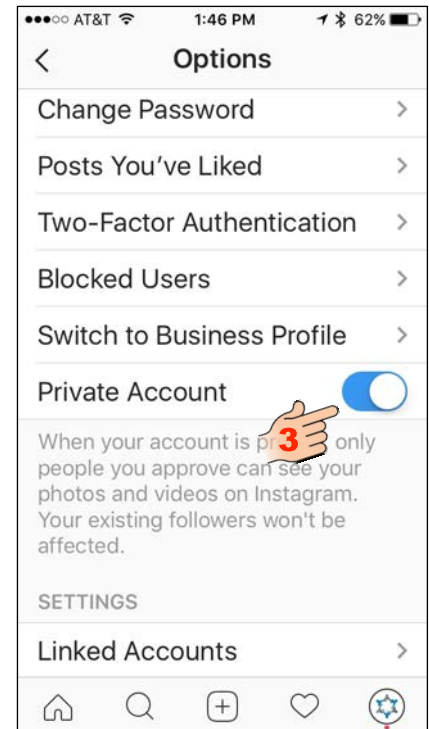 ●●●○○ AT&T 1:46 PM 62%
Options
Change Password
Posts You've Liked
Two-Factor Authentication
Blocked Users
Switch to Business Profile
Private Account
3
When your account is only
people you approve can see your
photos and videos on Instagram.
Your existing followers won't be
affected.
SETTINGS
Linked Accounts